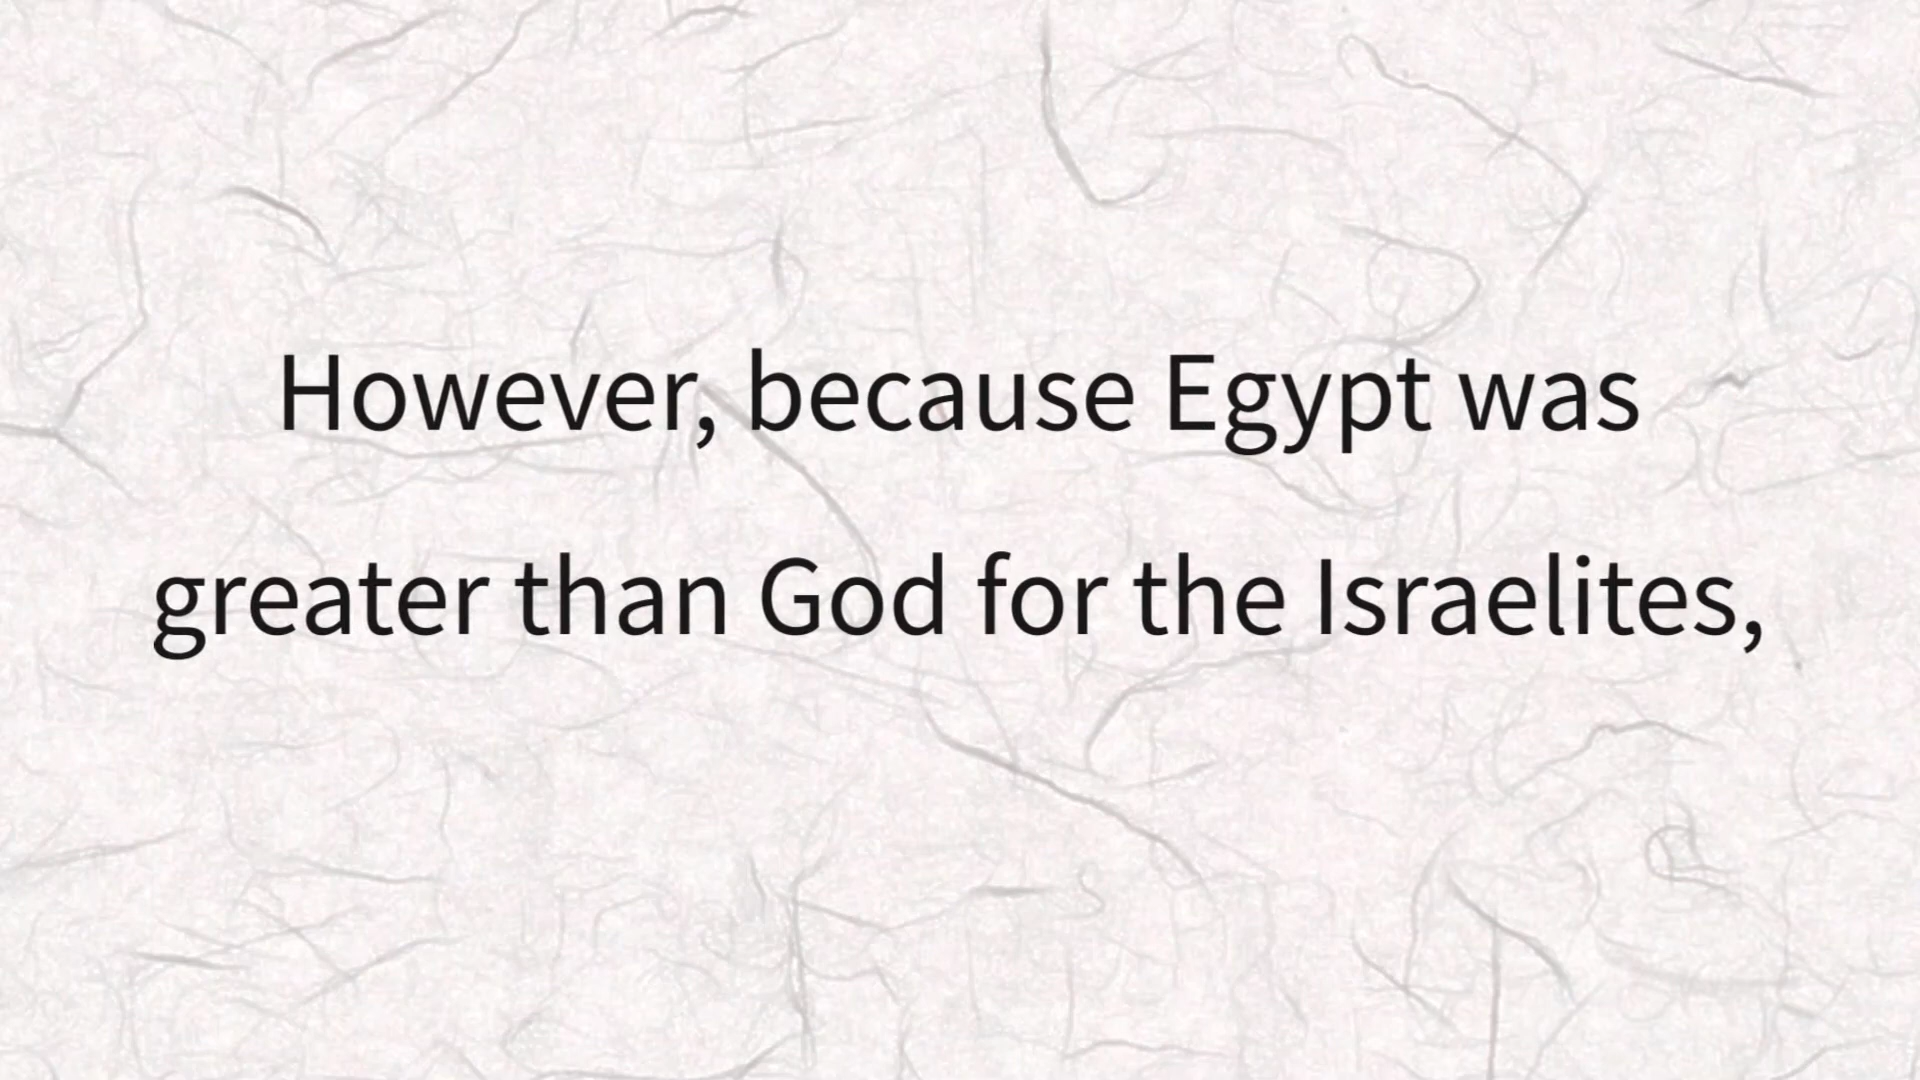 However, because Egypt was
greater than God for the Israelites,